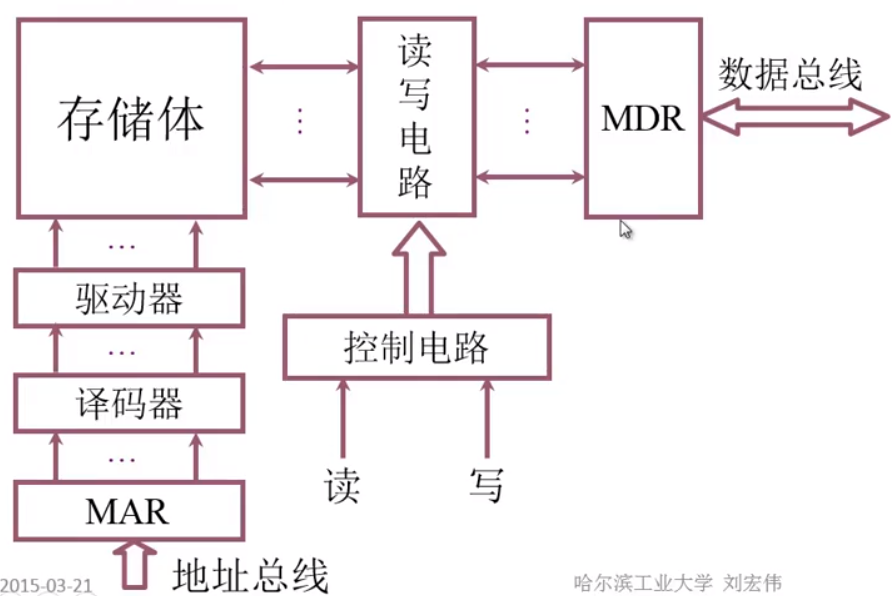 存储体
读写电路
MDR
数据总线
驱动器
控制电路
译码器
读
写
MAR
地址总线
2015-03-21
哈尔滨工业大学 刘宏伟